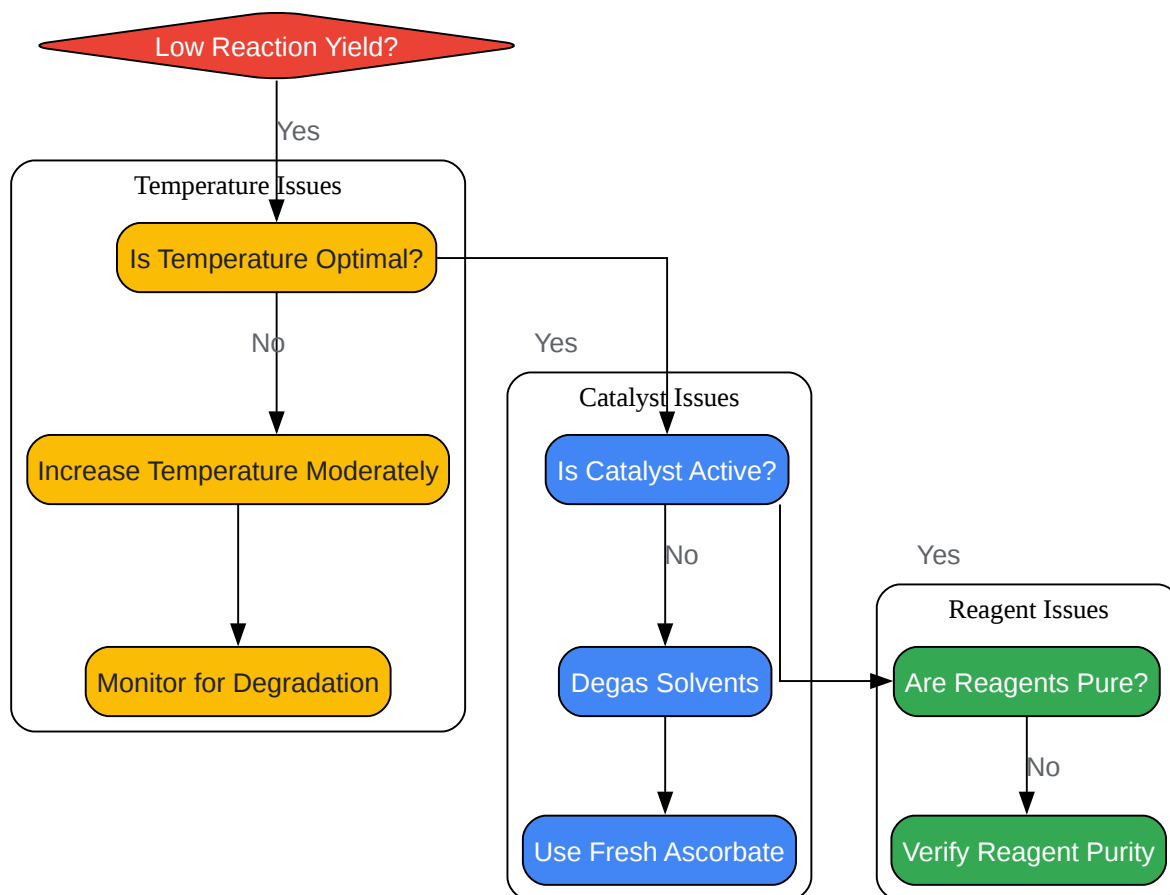 Low Reaction Yield?
Yes
Temperature Issues
Is Temperature Optimal?
No
Increase Temperature Moderately
Monitor for Degradation
Yes
Catalyst Issues
Is Catalyst Active?
No
Degas Solvents
Use Fresh Ascorbate
Yes
Reagent Issues
Are Reagents Pure?
No
Verify Reagent Purity